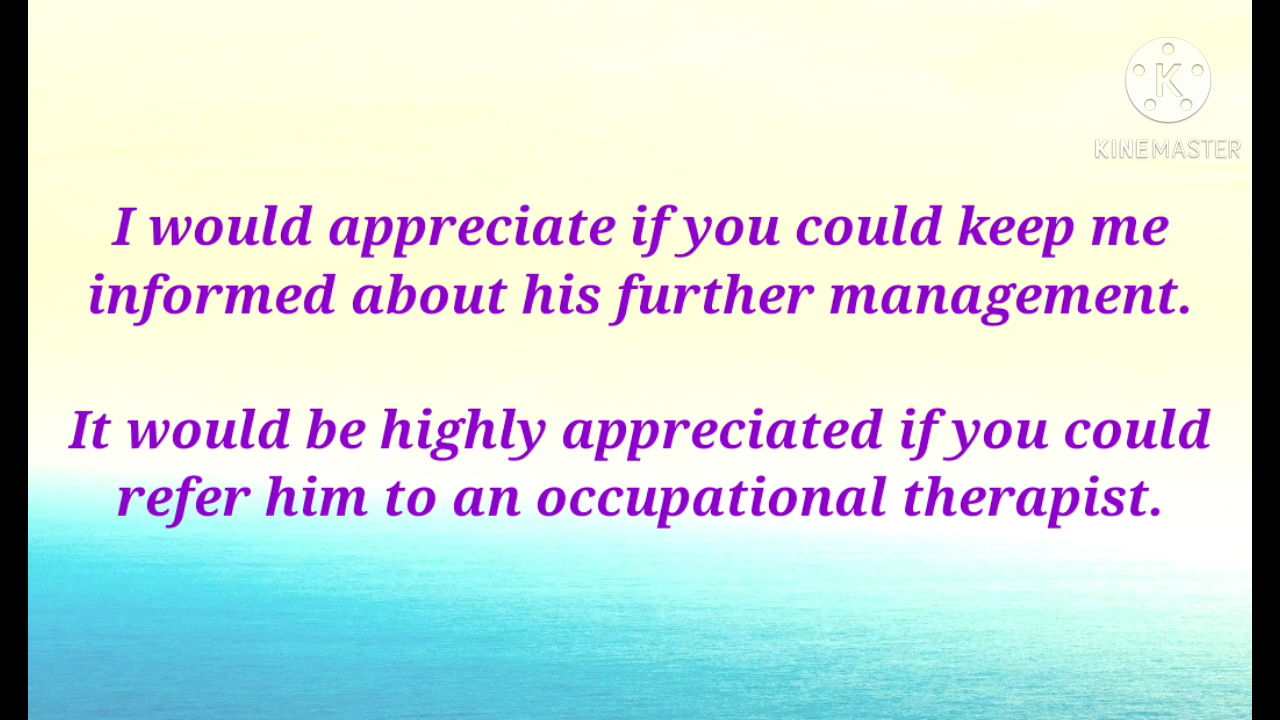 K
KINEMASTER
I would appreciate if you could keep me
informed about his further management.
It would be highly appreciated if you could
refer him to an occupational therapist.